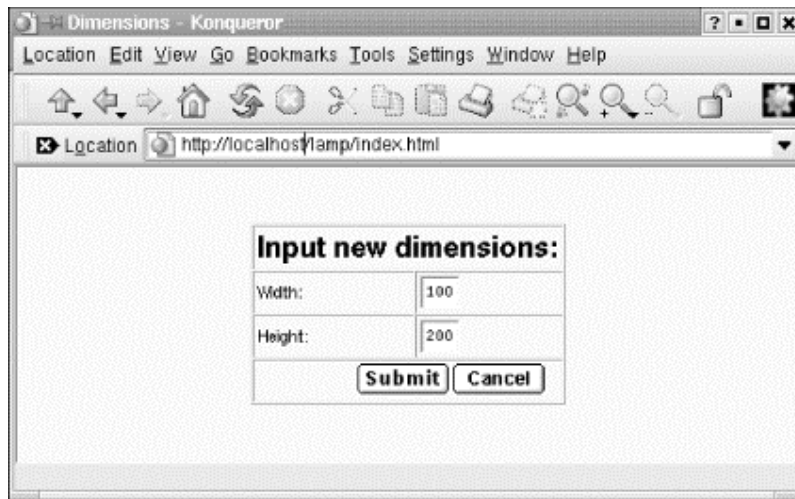 Dimensions - Konqueror
Location Edit View Go Bookmarks Tools Settings Window Help
Location http://localhost/lamp/index.html
Input new dimensions:
Width: 100
Height: 200
Submit Cancel